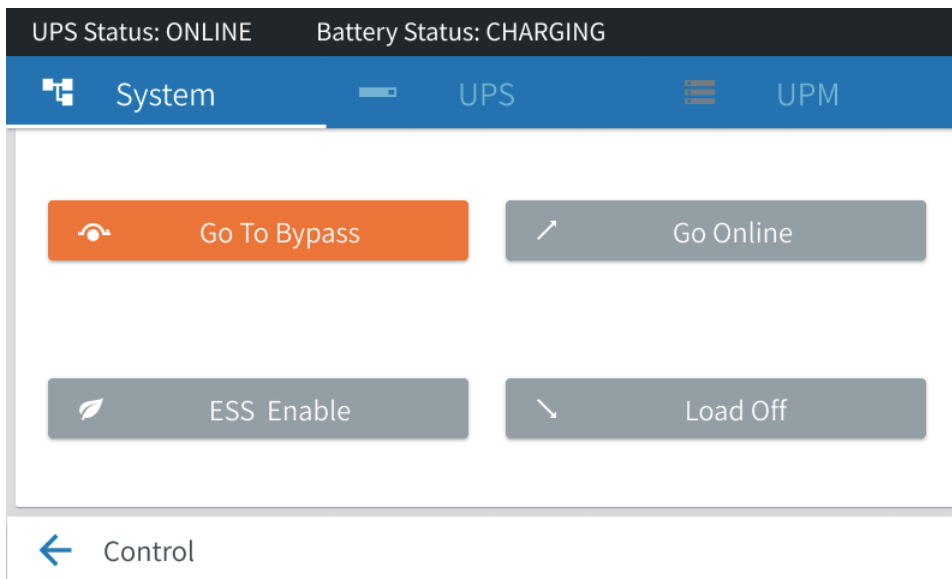 UPS Status: ONLINE Battery Status: CHARGING
System UPS UPM
Go To Bypass Go Online
ESS Enable Load Off
Control